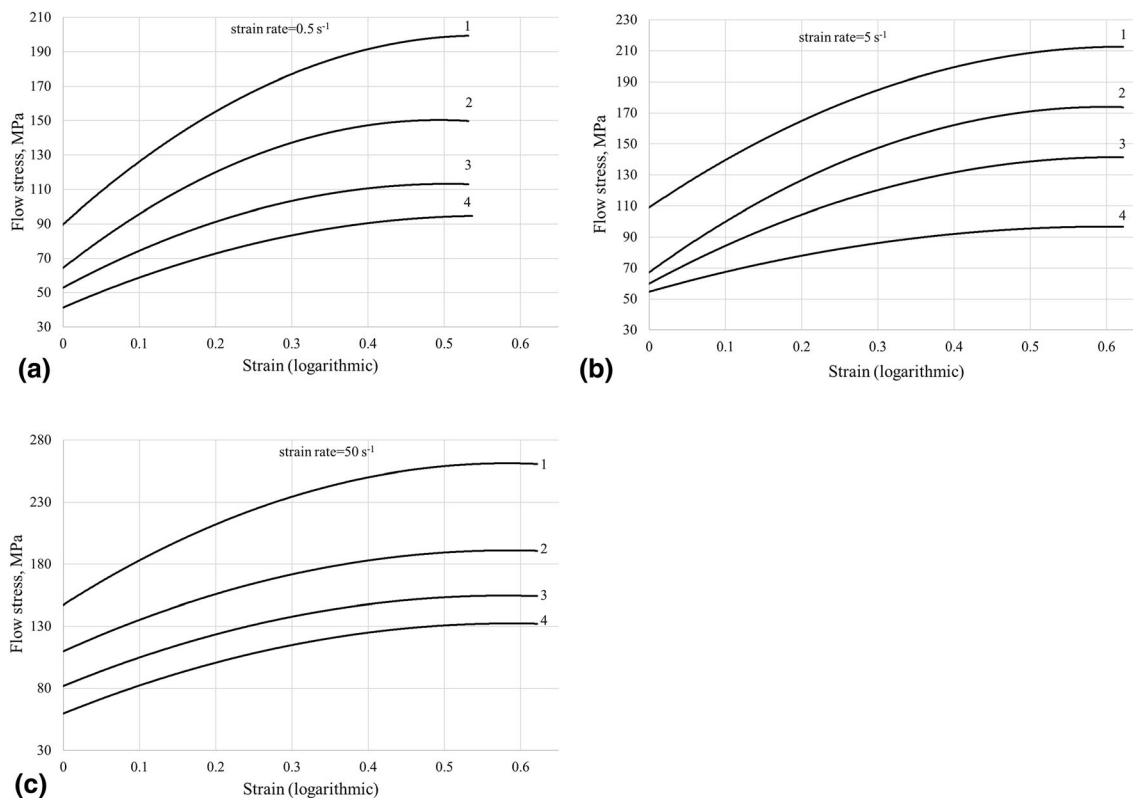 210
190
170
150
130
110
90
70
50
30
Flow stress, MPa
strain rate=0.5 s-1
1
2
3
4
0 0.1 0.2 0.3 0.4 0.5 0.6
Strain (logarithmic)
(a)
230
210
190
170
150
130
110
90
70
50
30
Flow stress, MPa
strain rate=5 s-1
1
2
3
4
0 0.1 0.2 0.3 0.4 0.5 0.6
Strain (logarithmic)
(b)
280
230
180
130
80
30
Flow stress, MPa
strain rate=50 s-1
1
2
3
4
0 0.1 0.2 0.3 0.4 0.5 0.6
Strain (logarithmic)
(c)